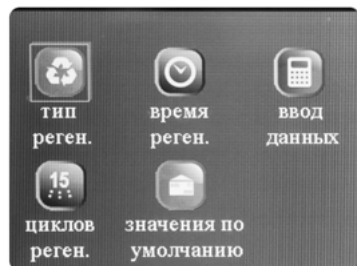 тип
реген.
время
реген.
ввод
данных
15
циклов
реген.
значения по
умолчанию